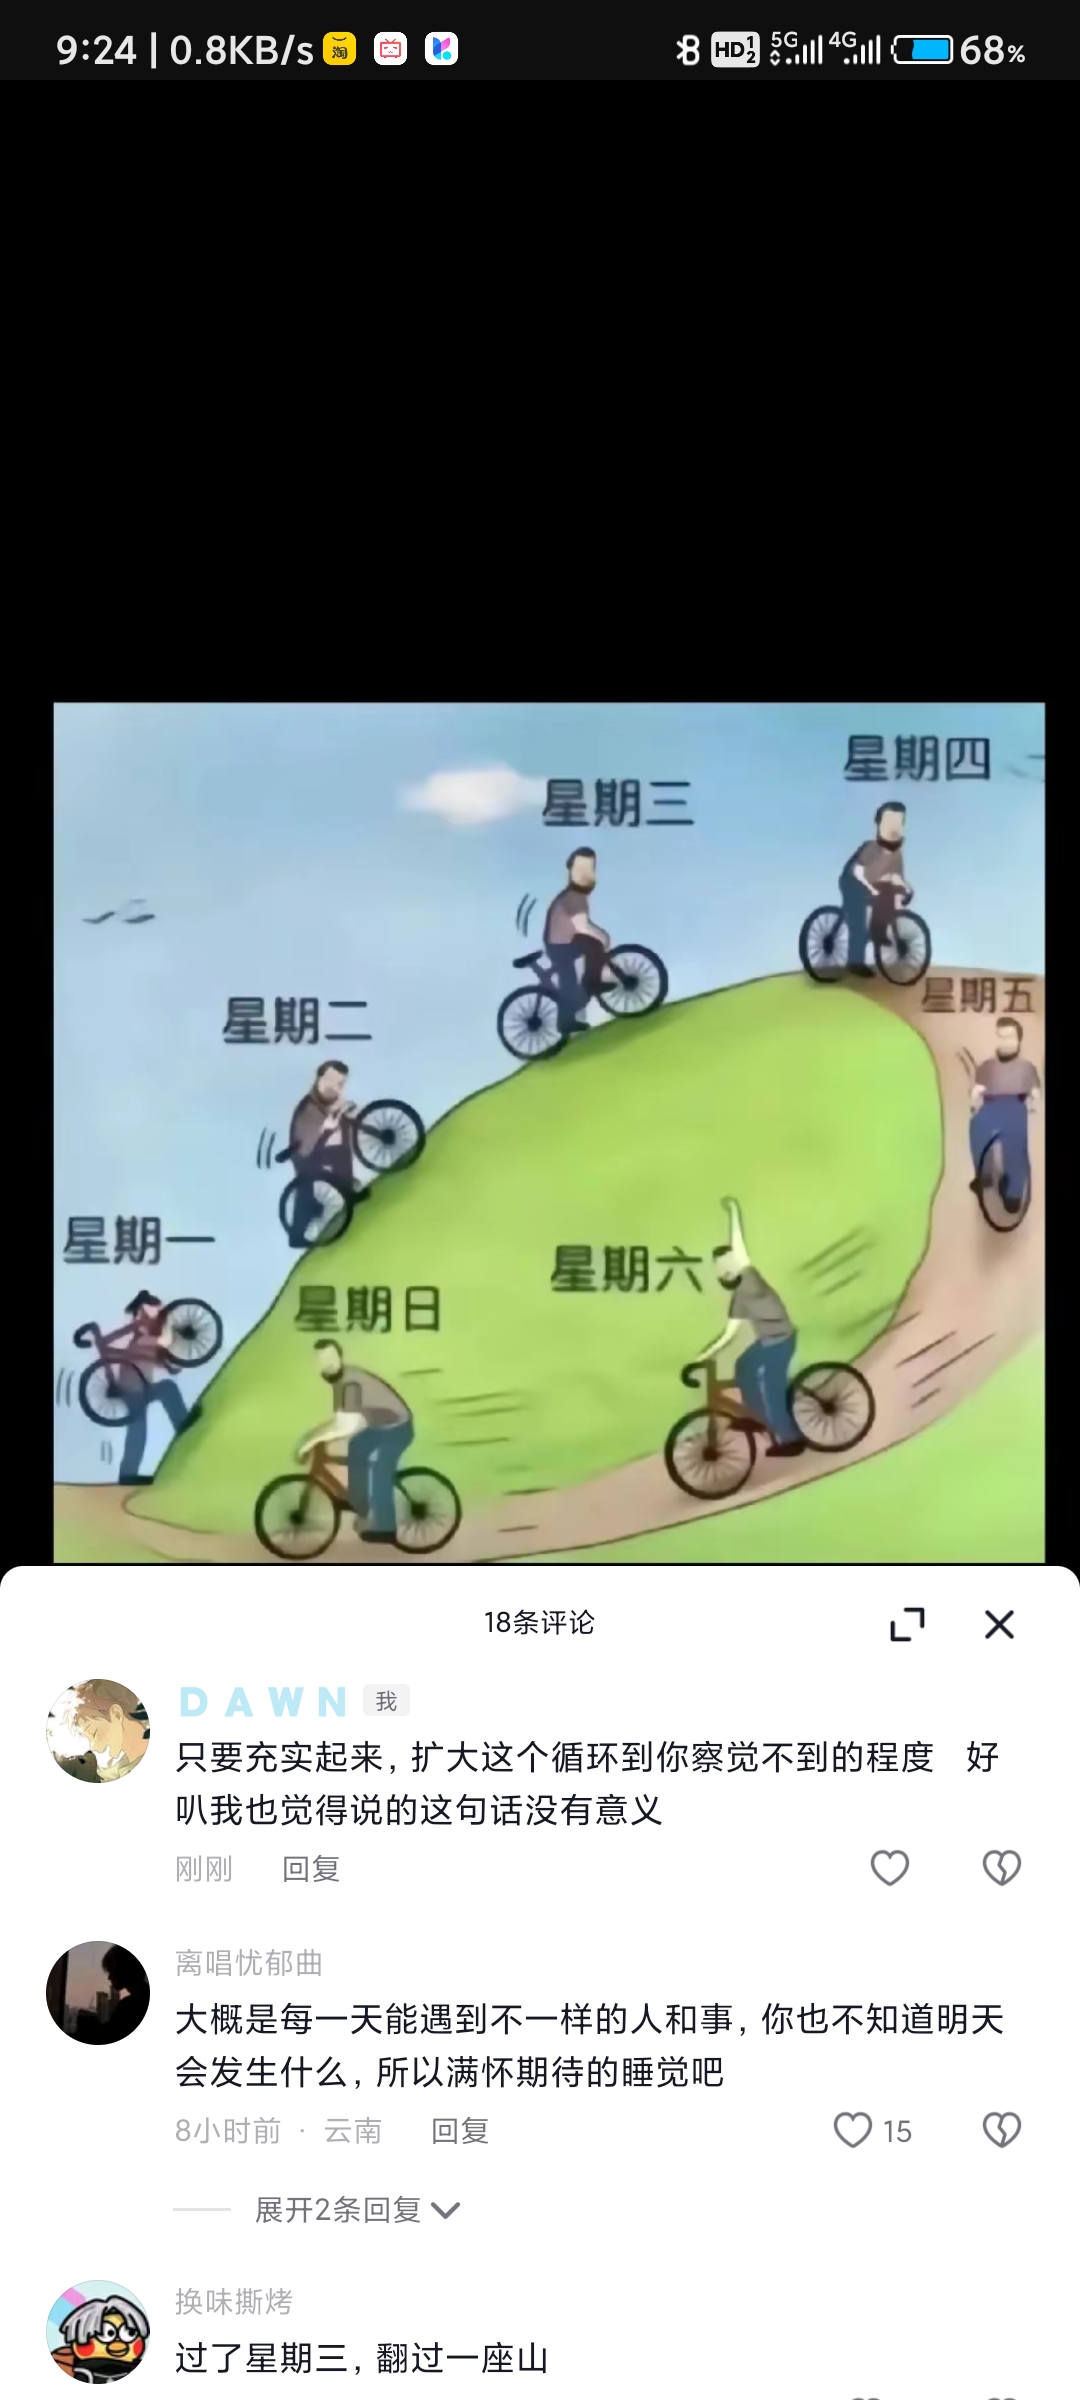 9:24 | 0.8KB/s 淘 HD 1 2 5G 4G 68%
星期四
星期三
星期五
星期二
星期一
星期六
星期日
18条评论
DAWN 我
只要充实起来，扩大这个循环到你察觉不到的程度 好
叭我也觉得说的这句话没有意义
刚刚 回复
离唱忧郁曲
大概是每一天能遇到不一样的人和事，你也不知道明天
会发生什么，所以满怀期待的睡觉吧
8小时前 · 云南 回复 15
展开2条回复
换味撕烤
过了星期三，翻过一座山